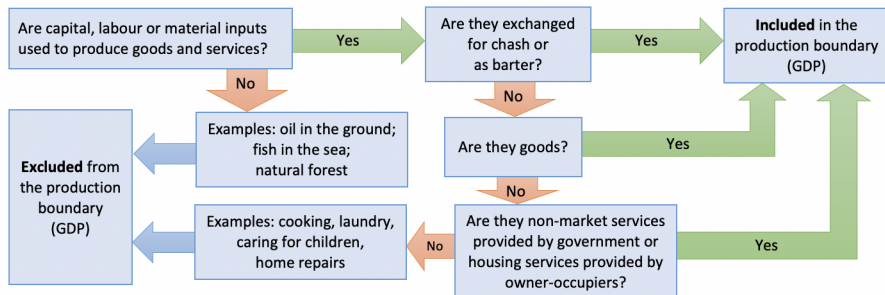 Are capital, labour or material inputs
used to produce goods and services?
Yes
Are they exchanged
for chash or
as barter?
Yes
Included in the
production boundary
(GDP)
No
No
Excluded from
the production
boundary
(GDP)
Examples: oil in the ground;
fish in the sea;
natural forest
Are they goods?
Yes
No
Examples: cooking, laundry,
caring for children,
home repairs
No
Are they non-market services
provided by government or
housing services provided by
owner-occupiers?
Yes